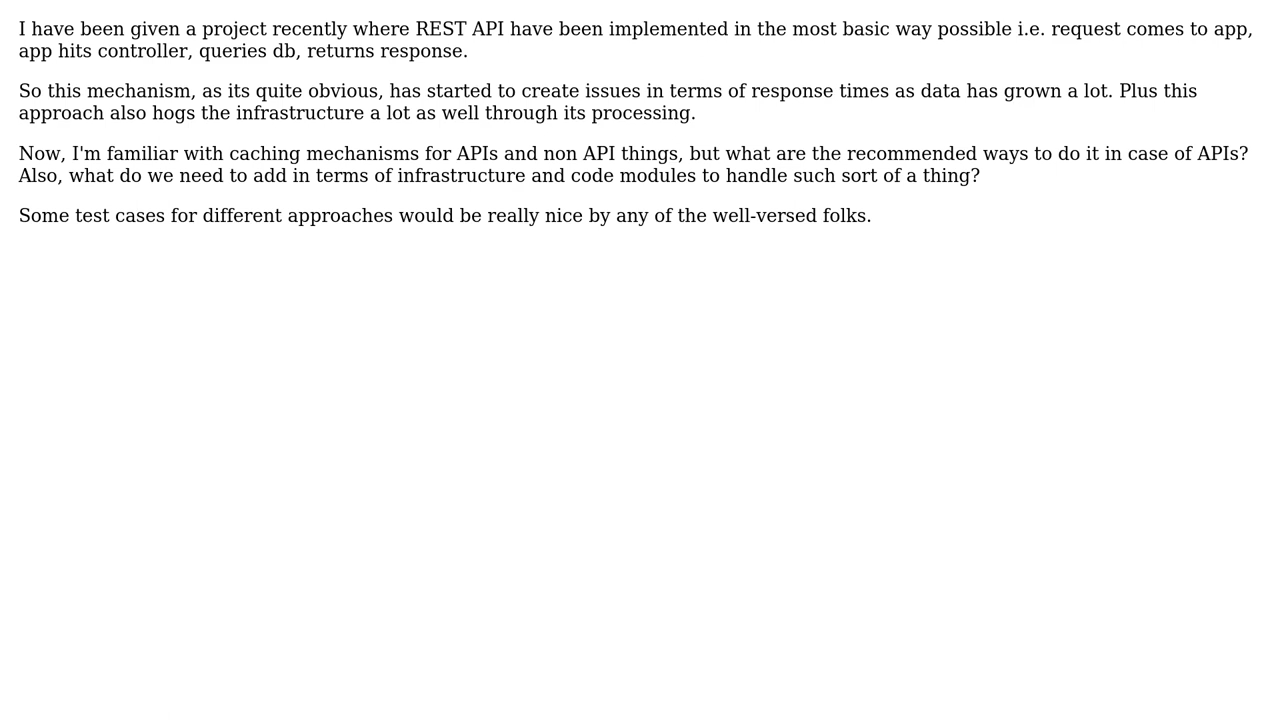 I have been given a project recently where REST API have been implemented in the most basic way possible i.e. request comes to app,
app hits controller, queries db, returns response.
So this mechanism, as its quite obvious, has started to create issues in terms of response times as data has grown a lot. Plus this
approach also hogs the infrastructure a lot as well through its processing.
Now, I'm familiar with caching mechanisms for APIs and non API things, but what are the recommended ways to do it in case of APIs?
Also, what do we need to add in terms of infrastructure and code modules to handle such sort of a thing?
Some test cases for different approaches would be really nice by any of the well-versed folks.